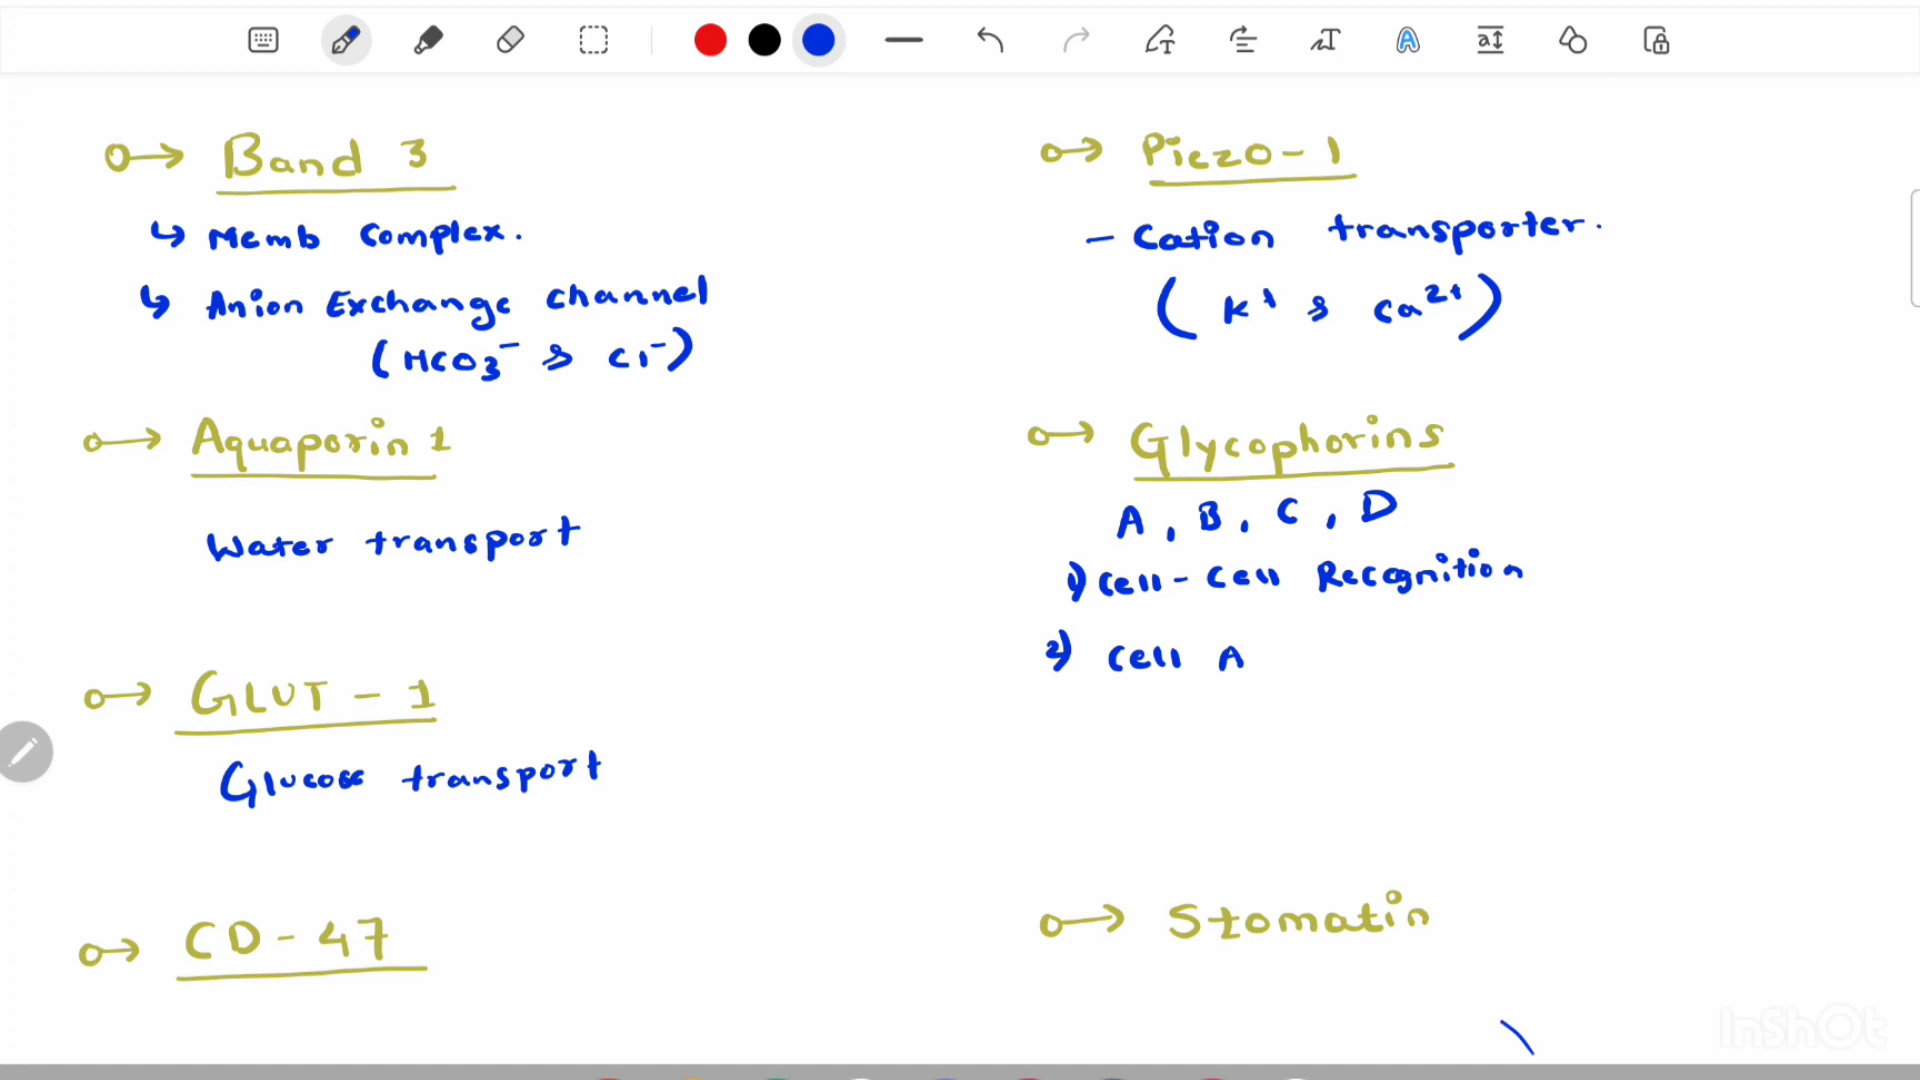 Band 3
Memb Complex.
Anion Exchange channel
(HCO3⁻ & Cl⁻)
Aquaporin 1
Water transport
GLUT - 1
Glucose transport
CD - 47
Piezo - 1
- Cation transporter.
(K⁺ & Ca²⁺)
Glycophorins
A, B, C, D
1) Cell - Cell Recognition
2) Cell A
Stomatin
InShOt